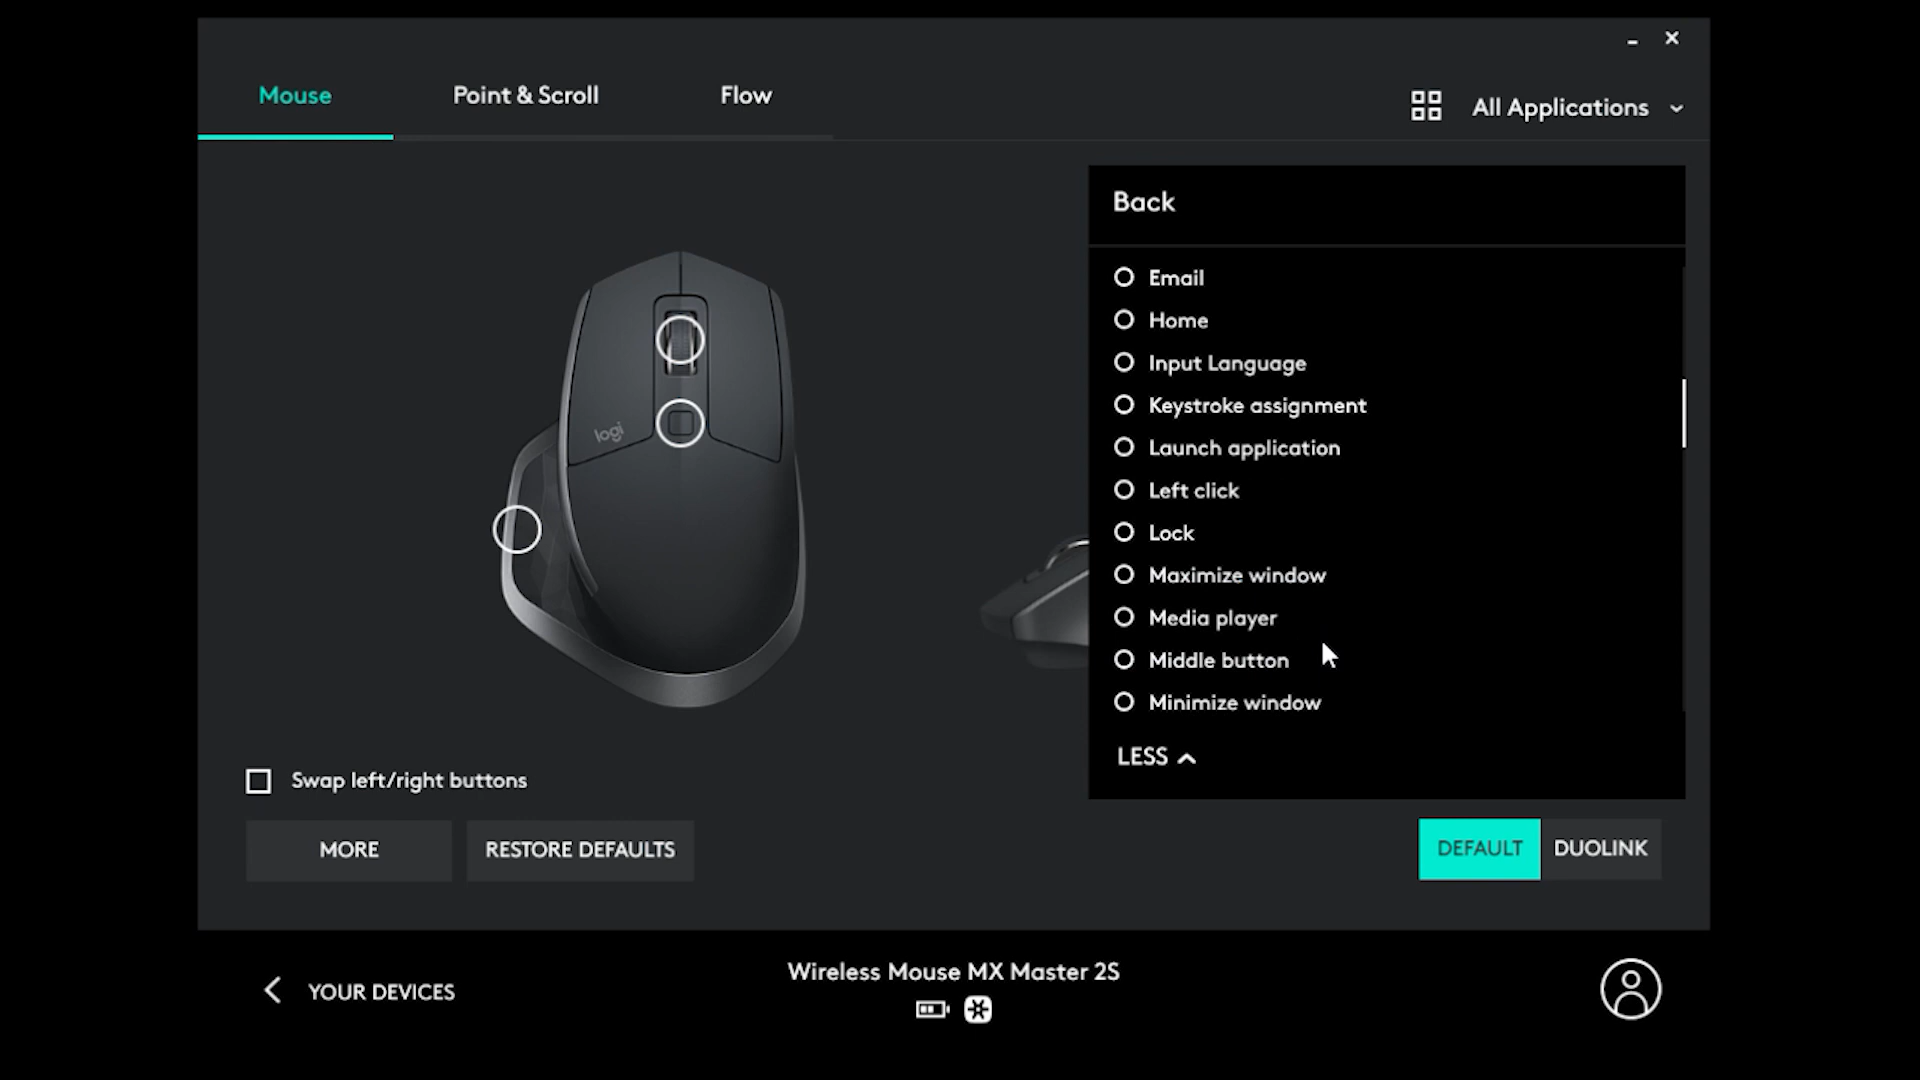 Mouse
Point & Scroll
Flow
All Applications
Back
Email
Home
Input Language
Keystroke assignment
Launch application
Left click
Lock
Maximize window
Media player
Middle button
Minimize window
LESS
logi
Swap left/right buttons
MORE
RESTORE DEFAULTS
DEFAULT
DUOLINK
YOUR DEVICES
Wireless Mouse MX Master 2S